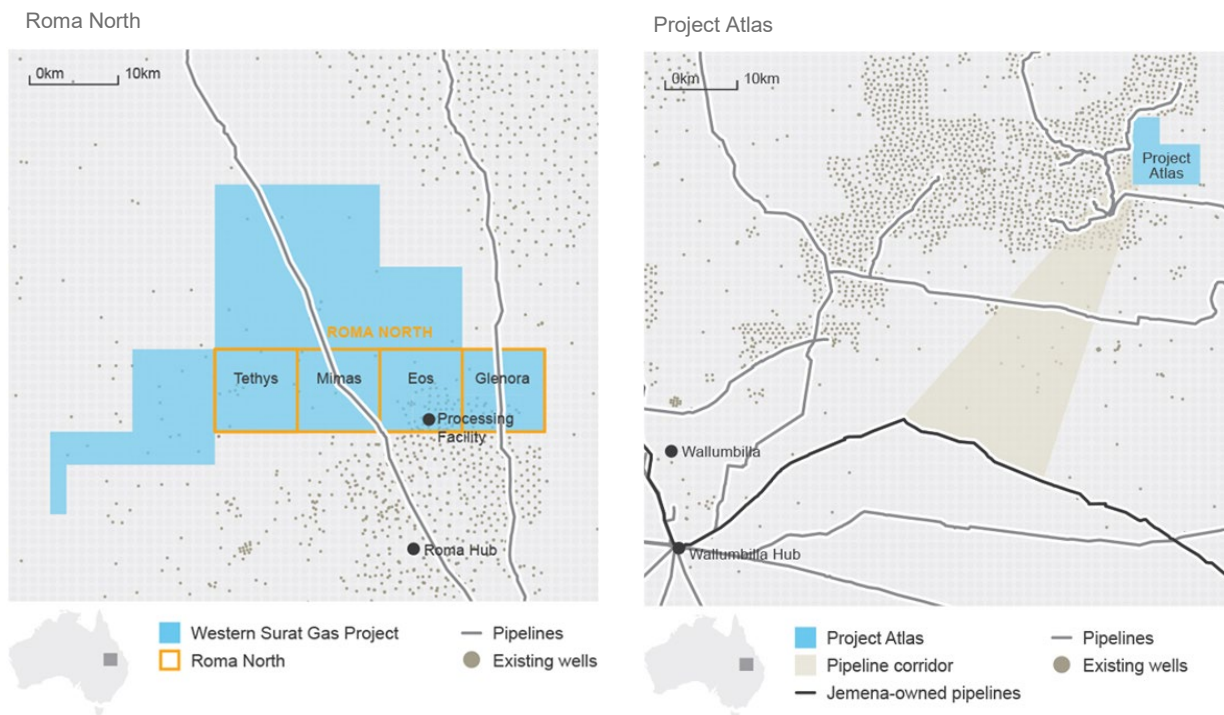 Roma North
0km 10km
ROMA NORTH
Tethys Mimas Eos Glenora
Processing
Facility
Roma Hub
Western Surat Gas Project
Roma North
Pipelines
Existing wells
Project Atlas
0km 10km
Project
Atlas
Wallumbilla
Wallumbilla Hub
Project Atlas
Pipeline corridor
Jemena-owned pipelines
Pipelines
Existing wells